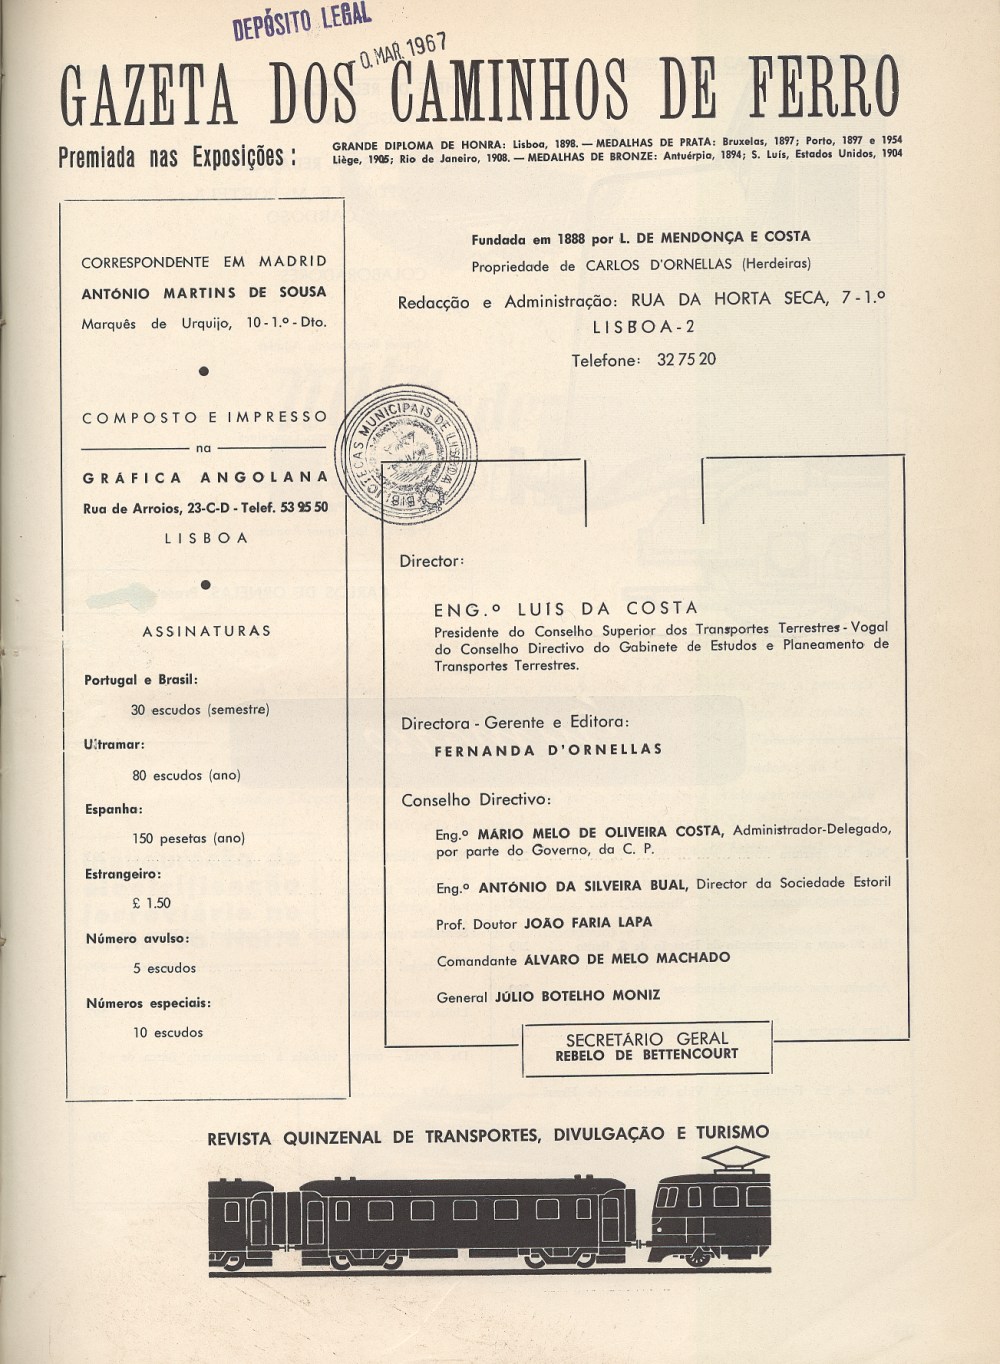 DEPÓSITO LEGAL
0. MAR. 1967
GAZETA DOS CAMINHOS DE FERRO
Premiada nas Exposições :
GRANDE DIPLOMA DE HONRA: Lisboa, 1898. — MEDALHAS DE PRATA: Bruxelas, 1897; Porto, 1897 e 1954
Liège, 1905; Rio de Janeiro, 1908. — MEDALHAS DE BRONZE: Antuérpia, 1894; S. Luís, Estados Unidos, 1904
CORRESPONDENTE EM MADRID
ANTÓNIO MARTINS DE SOUSA
Marquês de Urquijo, 10-1.º-Dto.
COMPOSTO E IMPRESSO
na
GRÁFICA ANGOLANA
Rua de Arroios, 23-C-D - Telef. 53 95 50
LISBOA
ASSINATURAS
Portugal e Brasil:
30 escudos (semestre)
Ultramar:
80 escudos (ano)
Espanha:
150 pesetas (ano)
Estrangeiro:
£ 1.50
Número avulso:
5 escudos
Números especiais:
10 escudos
Fundada em 1888 por L. DE MENDONÇA E COSTA
Propriedade de CARLOS D'ORNELLAS (Herdeiras)
Redacção e Administração: RUA DA HORTA SECA, 7-1.º
LISBOA-2
Telefone: 32 75 20
BIBLIOTECAS MUNICIPAIS DE LISBOA
Director:
ENG.º LUÍS DA COSTA
Presidente do Conselho Superior dos Transportes Terrestres - Vogal
do Conselho Directivo do Gabinete de Estudos e Planeamento de
Transportes Terrestres.
Directora - Gerente e Editora:
FERNANDA D'ORNELLAS
Conselho Directivo:
Eng.º MÁRIO MELO DE OLIVEIRA COSTA, Administrador-Delegado,
por parte do Governo, da C. P.
Eng.º ANTÓNIO DA SILVEIRA BUAL, Director da Sociedade Estoril
Prof. Doutor JOÃO FARIA LAPA
Comandante ÁLVARO DE MELO MACHADO
General JÚLIO BOTELHO MONIZ
SECRETÁRIO GERAL
REBELO DE BETTENCOURT
REVISTA QUINZENAL DE TRANSPORTES, DIVULGAÇÃO E TURISMO